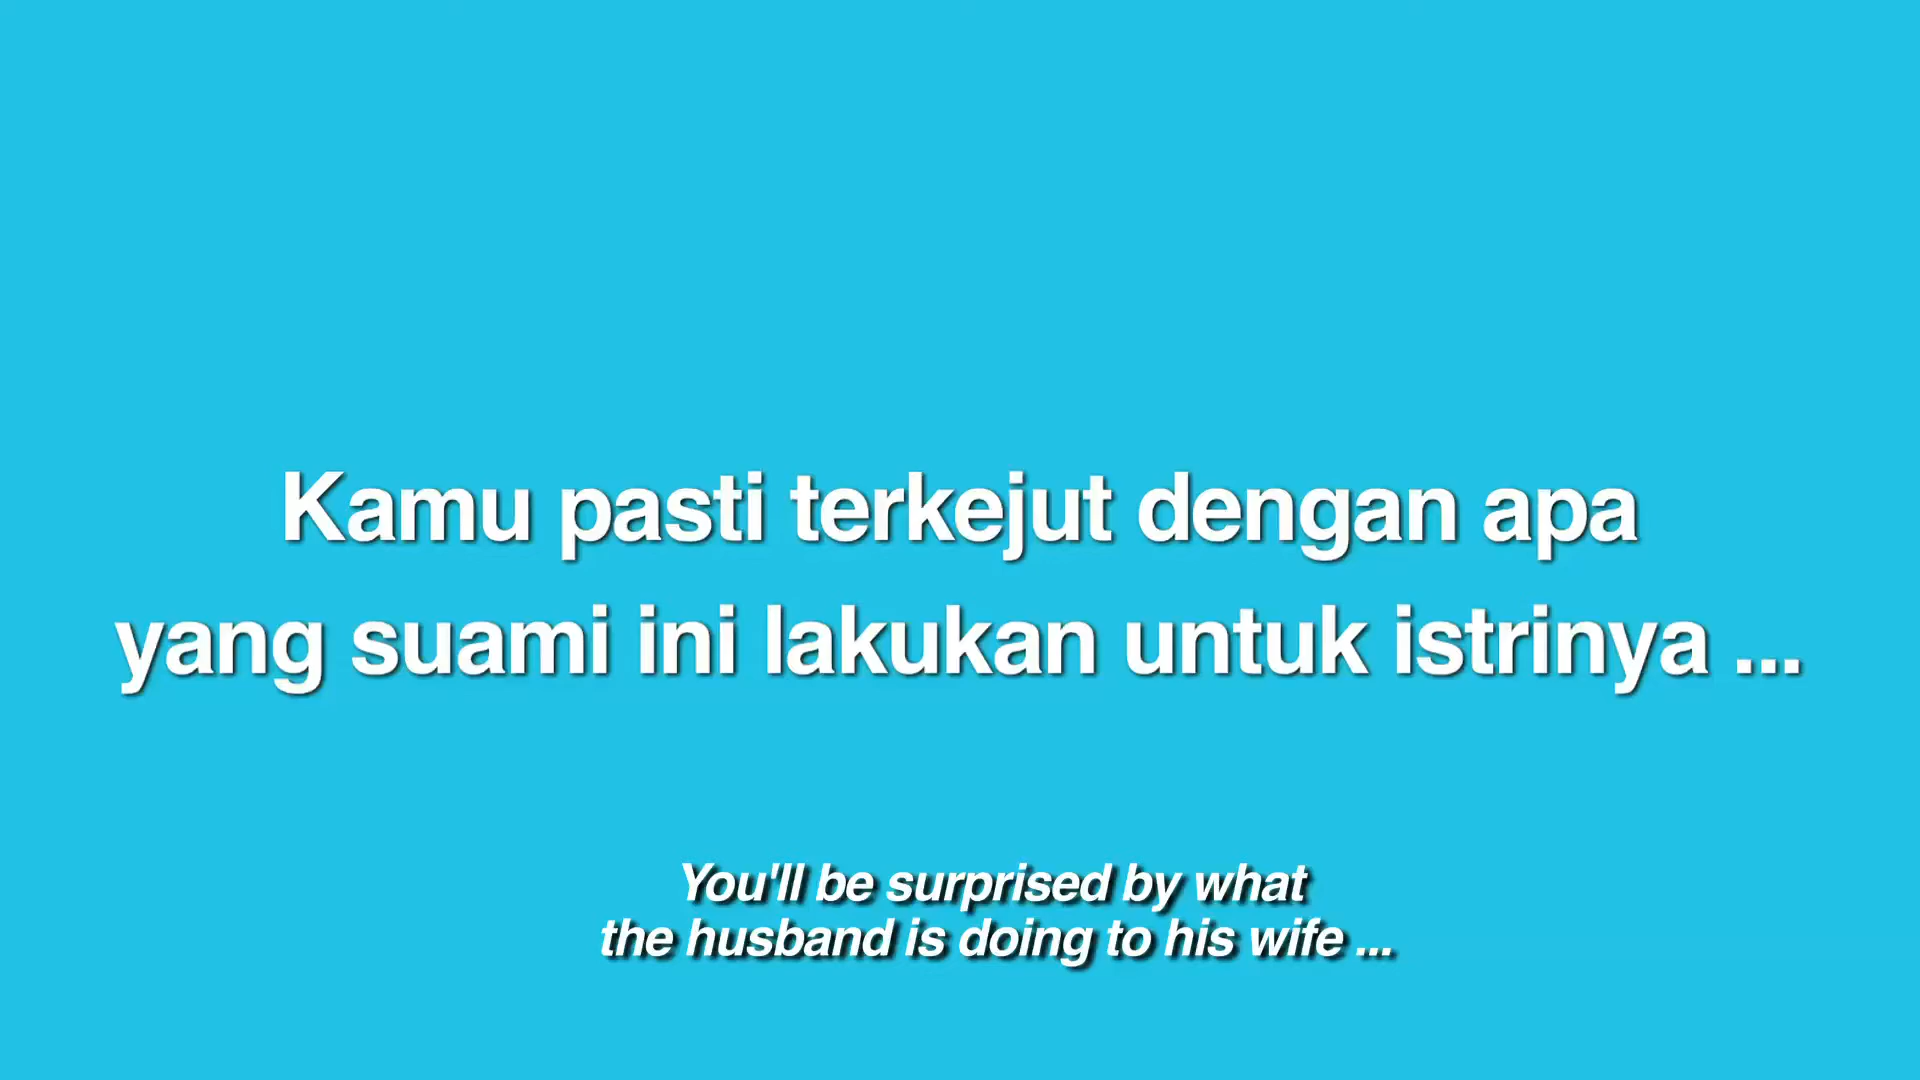 Kamu pasti terkejut dengan apa
yang suami ini lakukan untuk istrinya ...
You'll be surprised by what
the husband is doing to his wife ...